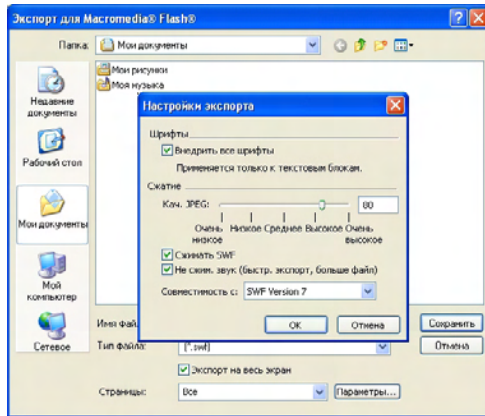 Экспорт для Macromedia® Flash®
Папка: Мои документы
Мои рисунки
Моя музыка
Недавние документы
Рабочий стол
Мои документы
Мой компьютер
Сетевое
Настройки экспорта
Шрифты
Внедрить все шрифты
Применяется только к текстовым блокам.
Сжатие
Кач. JPEG: 80
Очень низкое Низкое Среднее Высокое Очень высокое
Сжимать SWF
Не сжим. звук (быстр. экспорт, больше файл)
Совместимость с: SWF Version 7
ОК Отмена
Имя фай
Сохранить
Тип файла: (*.swf)
Отмена
Экспорт на весь экран
Страницы: Все Параметры...